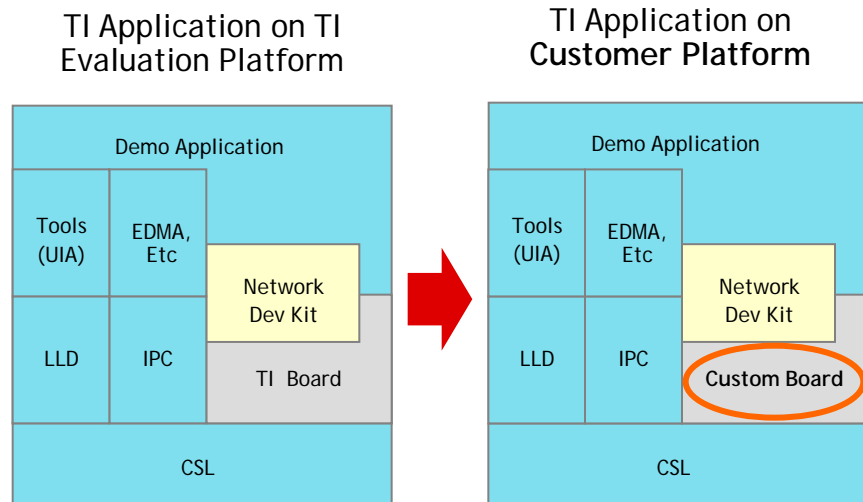 TI Application on TI
Evaluation Platform
Demo Application
Tools
(UIA)
EDMA,
Etc
Network
Dev Kit
LLD
IPC
TI Board
CSL
TI Application on
Customer Platform
Demo Application
Tools
(UIA)
EDMA,
Etc
Network
Dev Kit
LLD
IPC
Custom Board
CSL